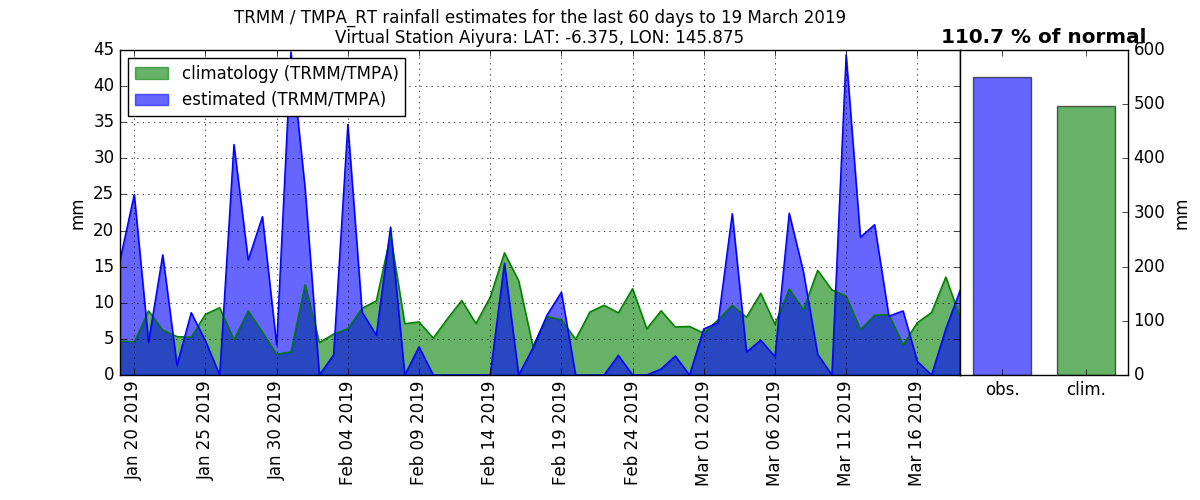 TRMM / TMPA_RT rainfall estimates for the last 60 days to 19 March 2019
Virtual Station Aiyura: LAT: -6.375, LON: 145.875
110.7 % of normal
climatology (TRMM/TMPA)
estimated (TRMM/TMPA)
mm
45
40
35
30
25
20
15
10
5
0
Jan 20 2019
Jan 25 2019
Jan 30 2019
Feb 04 2019
Feb 09 2019
Feb 14 2019
Feb 19 2019
Feb 24 2019
Mar 01 2019
Mar 06 2019
Mar 11 2019
Mar 16 2019
obs.
clim.
600
500
400
300
200
100
0
mm